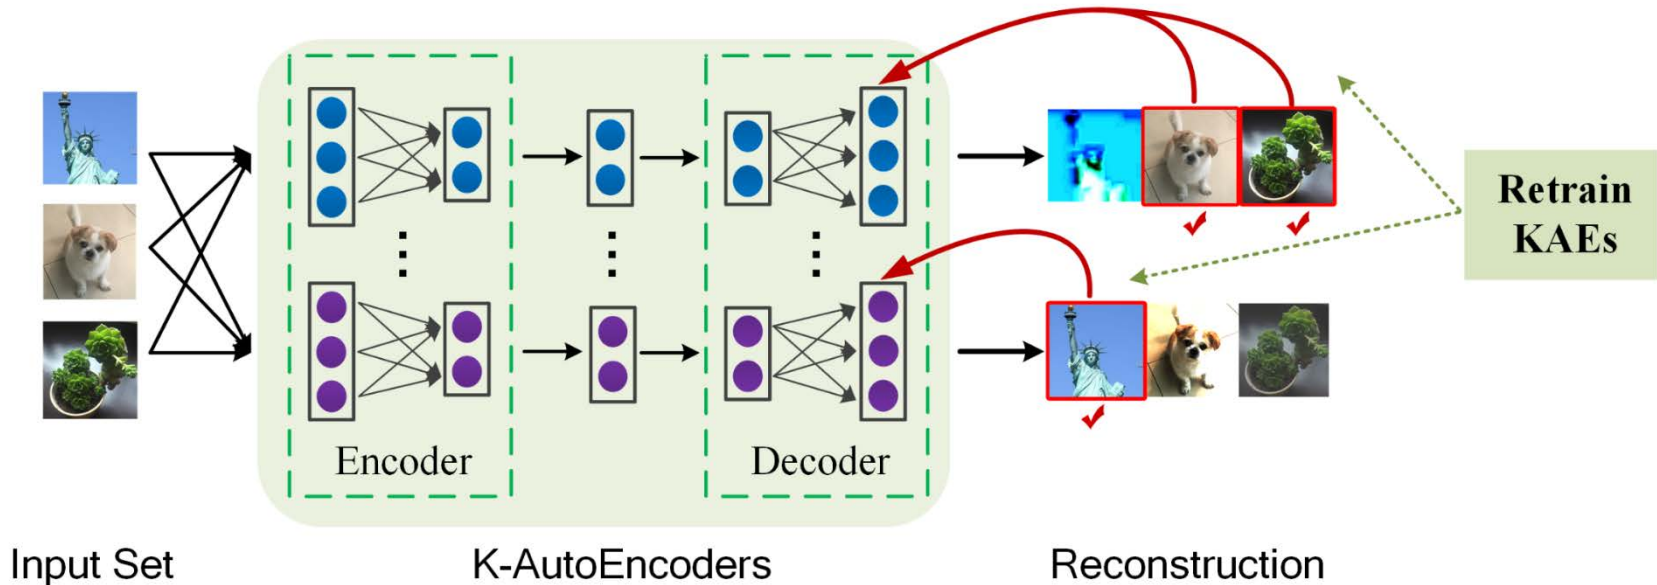 Retrain
KAEs
Encoder
Decoder
Input Set
K-AutoEncoders
Reconstruction